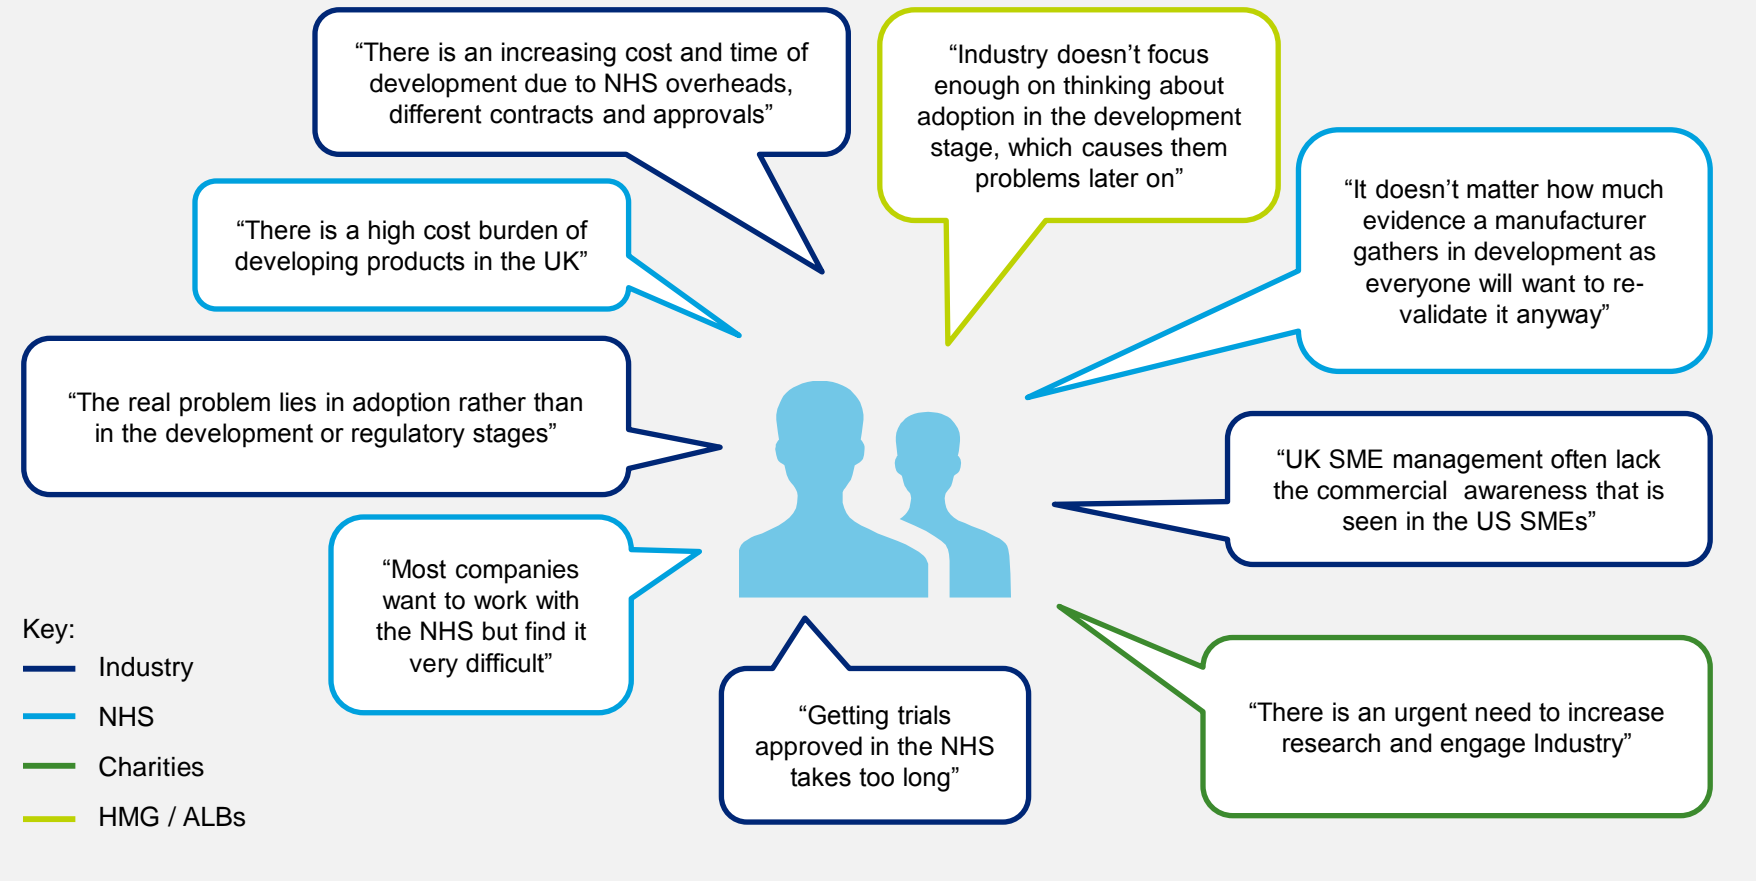 “There is an increasing cost and time of
development due to NHS overheads,
different contracts and approvals”
“Industry doesn’t focus
enough on thinking about
adoption in the development
stage, which causes them
problems later on”
“It doesn’t matter how much
evidence a manufacturer
gathers in development as
everyone will want to re-
validate it anyway”
“There is a high cost burden of
developing products in the UK”
“The real problem lies in adoption rather than
in the development or regulatory stages”
“UK SME management often lack
the commercial  awareness that is
seen in the US SMEs”
“Most companies
want to work with
the NHS but find it
very difficult”
“Getting trials
approved in the NHS
takes too long”
“There is an urgent need to increase
research and engage Industry”
Key:
Industry
NHS
Charities
HMG / ALBs